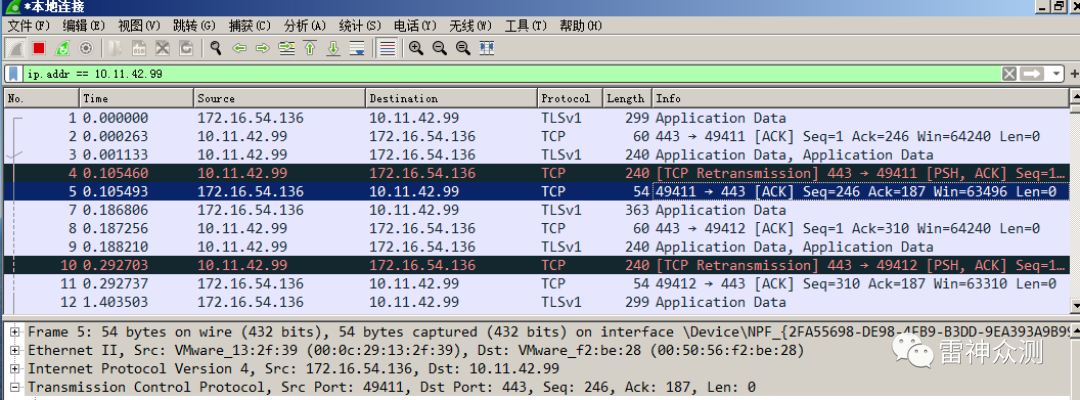 *本地连接
文件(F) 编辑(E) 视图(V) 跳转(G) 捕获(C) 分析(A) 统计(S) 电话(Y) 无线(W) 工具(T) 帮助(H)
ip.addr == 10.11.42.99
No. Time Source Destination Protocol Length Info
1 0.000000 172.16.54.136 10.11.42.99 TLSv1 299 Application Data
2 0.000263 10.11.42.99 172.16.54.136 TCP 60 443 → 49411 [ACK] Seq=1 Ack=246 Win=64240 Len=0
3 0.001133 10.11.42.99 172.16.54.136 TLSv1 240 Application Data, Application Data
4 0.105460 10.11.42.99 172.16.54.136 TCP 240 [TCP Retransmission] 443 → 49411 [PSH, ACK] Seq=1…
5 0.105493 172.16.54.136 10.11.42.99 TCP 54 49411 → 443 [ACK] Seq=246 Ack=187 Win=63496 Len=0
7 0.186806 172.16.54.136 10.11.42.99 TLSv1 363 Application Data
8 0.187256 10.11.42.99 172.16.54.136 TCP 60 443 → 49412 [ACK] Seq=1 Ack=310 Win=64240 Len=0
9 0.188210 10.11.42.99 172.16.54.136 TLSv1 240 Application Data, Application Data
10 0.292703 10.11.42.99 172.16.54.136 TCP 240 [TCP Retransmission] 443 → 49412 [PSH, ACK] Seq=1…
11 0.292737 172.16.54.136 10.11.42.99 TCP 54 49412 → 443 [ACK] Seq=310 Ack=187 Win=63310 Len=0
12 1.403503 172.16.54.136 10.11.42.99 TLSv1 299 Application Data
Frame 5: 54 bytes on wire (432 bits), 54 bytes captured (432 bits) on interface \Device\NPF_{2FA55698-DE98-4FB9-B3DD-9EA393A9B99
Ethernet II, Src: VMware_13:2f:39 (00:0c:29:13:2f:39), Dst: VMware_f2:be:28 (00:50:56:f2:be:28)
Internet Protocol Version 4, Src: 172.16.54.136, Dst: 10.11.42.99
Transmission Control Protocol, Src Port: 49411, Dst Port: 443, Seq: 246, Ack: 187, Len: 0
雷神众测